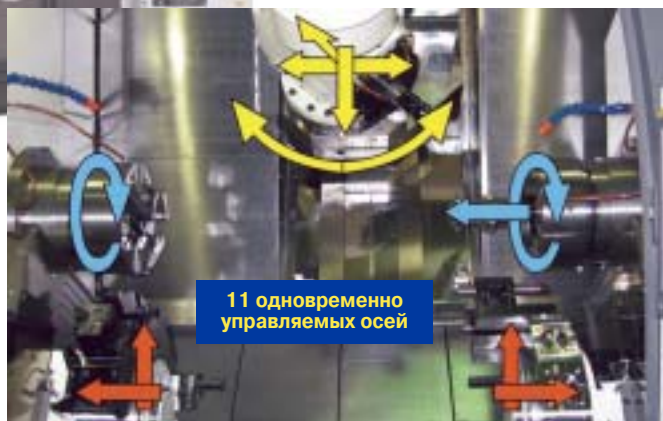 11 одновременно
управляемых осей